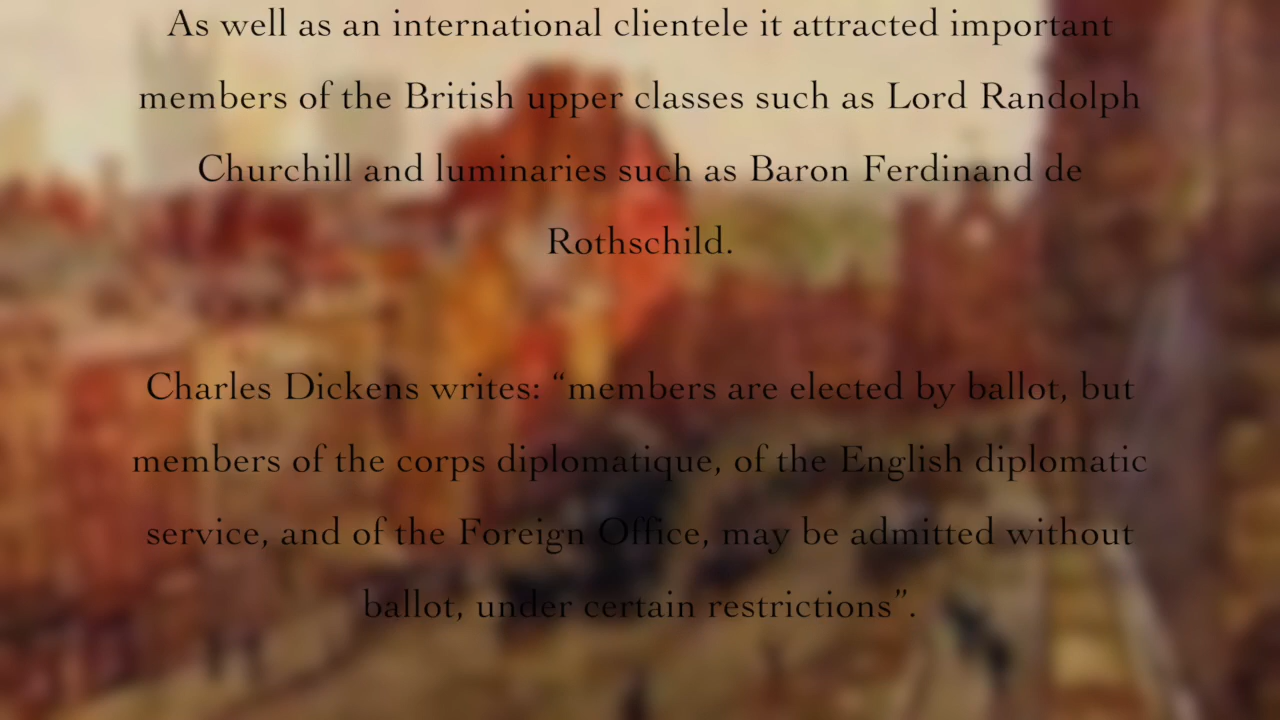 As well as an international clientele it attracted important
members of the British upper classes such as Lord Randolph
Churchill and luminaries such as Baron Ferdinand de
Rothschild.
Charles Dickens writes: “members are elected by ballot, but
members of the corps diplomatique, of the English diplomatic
service, and of the Foreign Office, may be admitted without
ballot, under certain restrictions”.